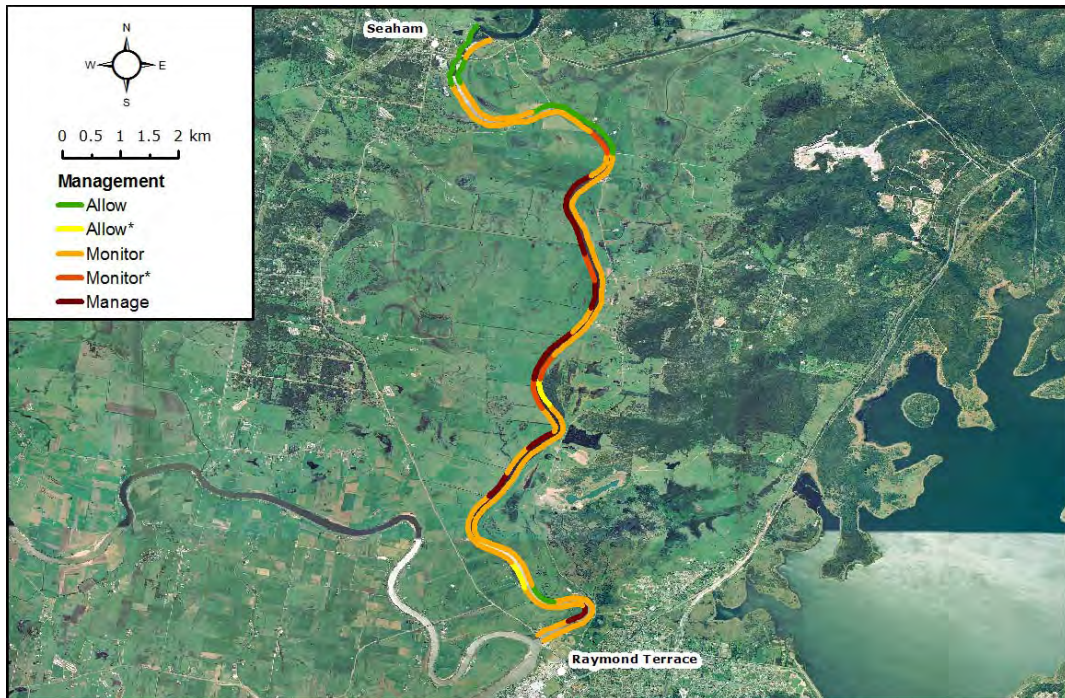 Seaham
N
W E
S
0 0.5 1 1.5 2 km
Management
Allow
Allow*
Monitor
Monitor*
Manage
Raymond Terrace